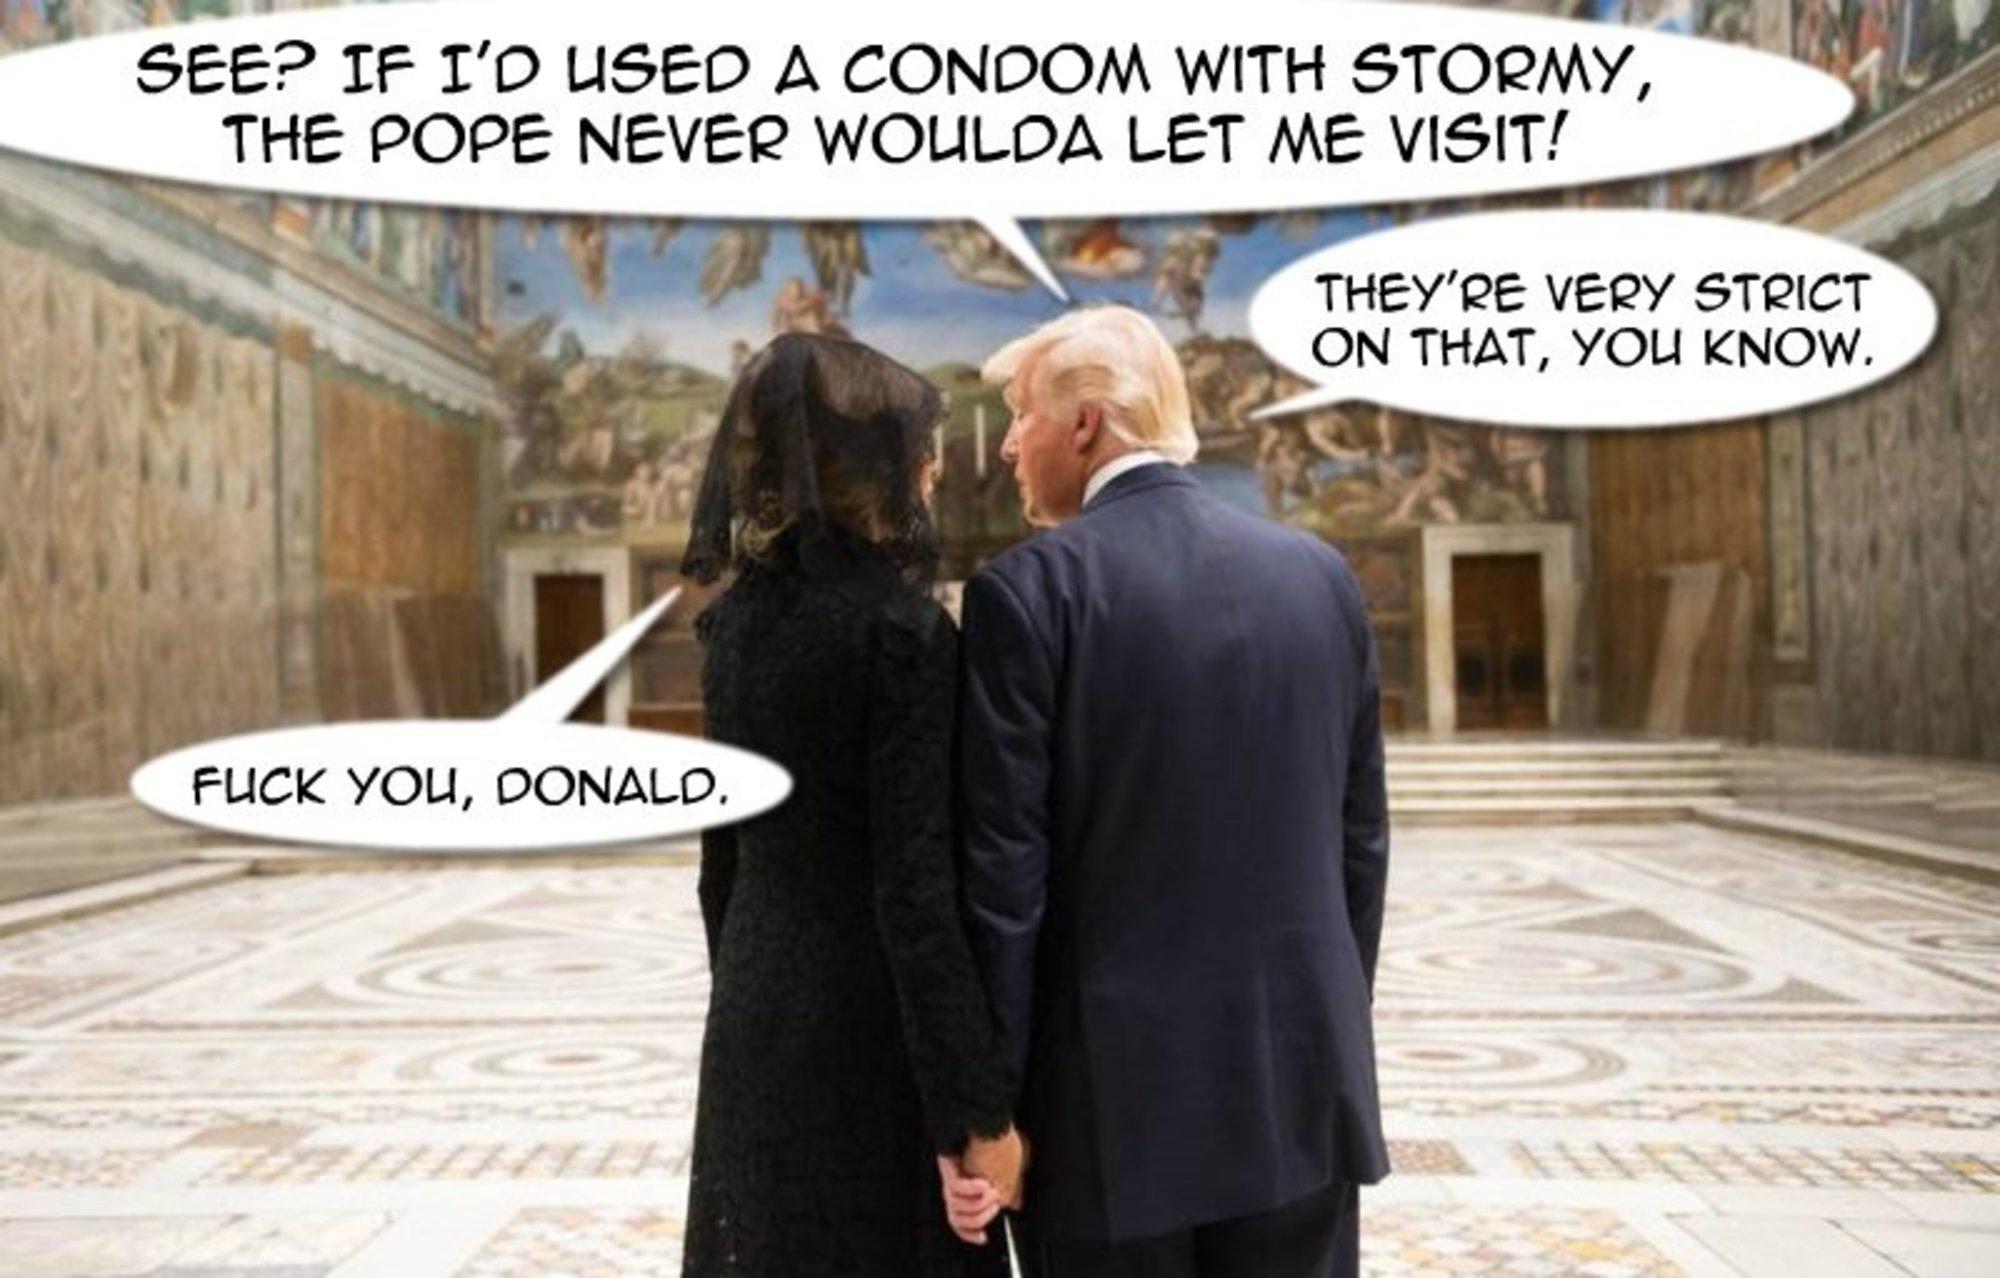 SEE? IF I'D USED A CONDOM WITH STORMY,
THE POPE NEVER WOULDA LET ME VISIT!
THEY'RE VERY STRICT
ON THAT, YOU KNOW.
FUCK YOU, DONALD.